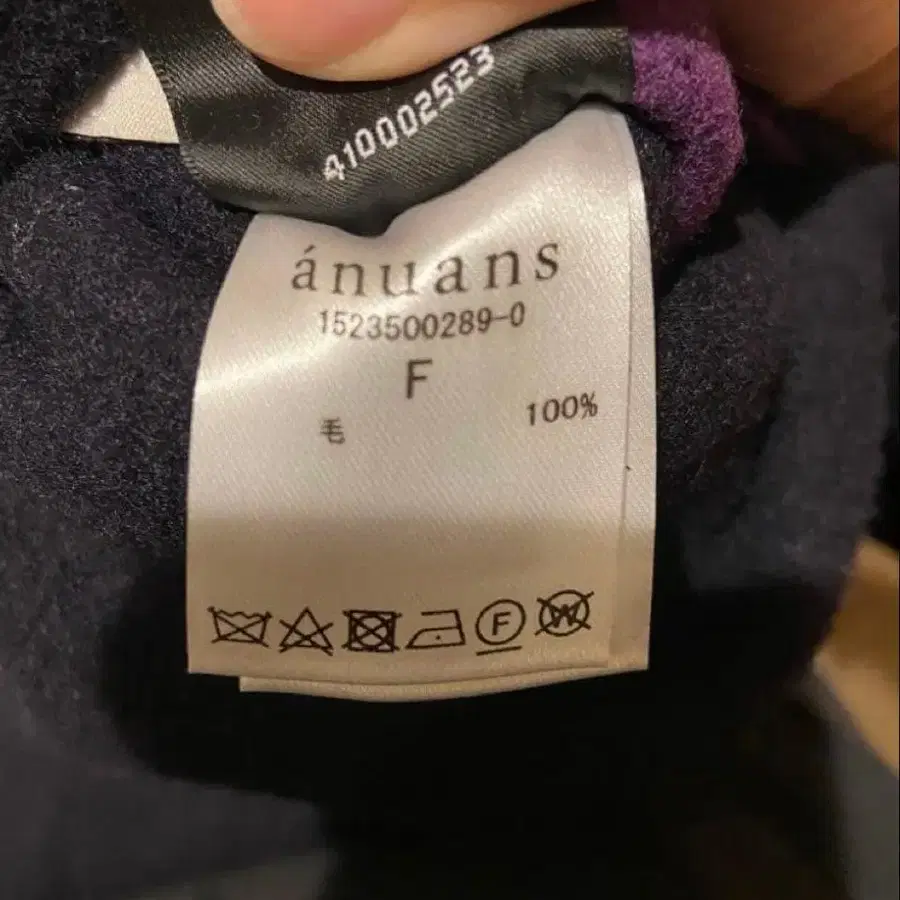 410002523
ánuans
1523500289-0
F
毛 100%
F W